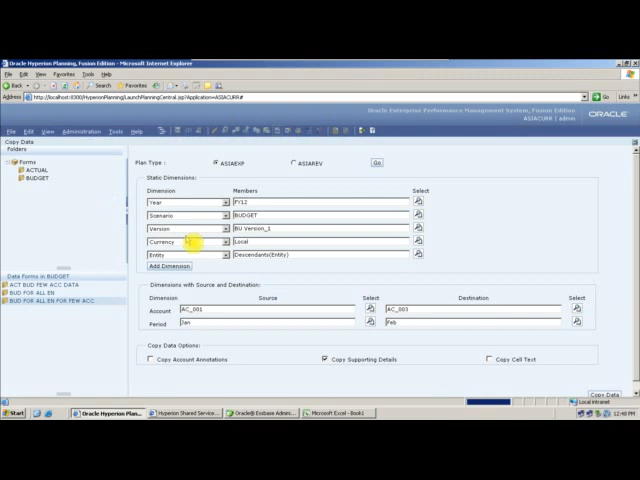 Oracle Hyperion Planning, Fusion Edition - Microsoft Internet Explorer
File Edit View Favorites Tools Help
Back Search Favorites
Address http://localhost:8300/HyperionPlanning/LaunchPlanningCentral.jsp?Application=ASIACURR# Go Links
Oracle Enterprise Performance Management System, Fusion Edition
ASIACURR | admin
ORACLE
File Edit View Administration Tools Help
Copy Data
Folders
Forms
ACTUAL
BUDGET
Data Forms in BUDGET
ACT BUD FEW ACC DATA
BUD FOR ALL EN
BUD FOR ALL EN FOR FEW ACC
Plan Type : ASIAEXP ASIAREV Go
Static Dimensions:
Dimension Members Select
Year FY12
Scenario BUDGET
Version BU Version_1
Currency Local
Entity Descendants(Entity)
Add Dimension
Dimensions with Source and Destination:
Dimension Source Select Destination Select
Account AC_001 AC_003
Period Jan Feb
Copy Data Options:
Copy Account Annotations Copy Supporting Details Copy Cell Text
Copy Data
Local intranet
Start Oracle Hyperion Plan... Hyperion Shared Service... Oracle® Essbase Admini... Microsoft Excel - Book1 12:48 PM